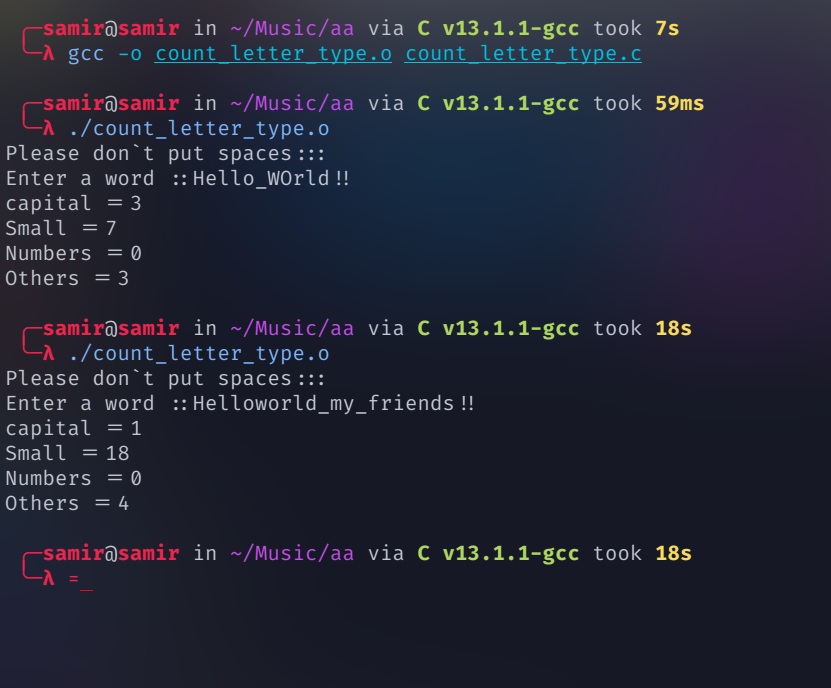 ╭─samir@samir in ~/Music/aa via C v13.1.1-gcc took 7s
╰─λ gcc -o count_letter_type.o count_letter_type.c
╭─samir@samir in ~/Music/aa via C v13.1.1-gcc took 59ms
╰─λ ./count_letter_type.o
Please don`t put spaces:::
Enter a word ::Hello_WOrld!!
capital =3
Small =7
Numbers =0
Others =3
╭─samir@samir in ~/Music/aa via C v13.1.1-gcc took 18s
╰─λ ./count_letter_type.o
Please don`t put spaces:::
Enter a word ::Helloworld_my_friends!!
capital =1
Small =18
Numbers =0
Others =4
╭─samir@samir in ~/Music/aa via C v13.1.1-gcc took 18s
╰─λ =_